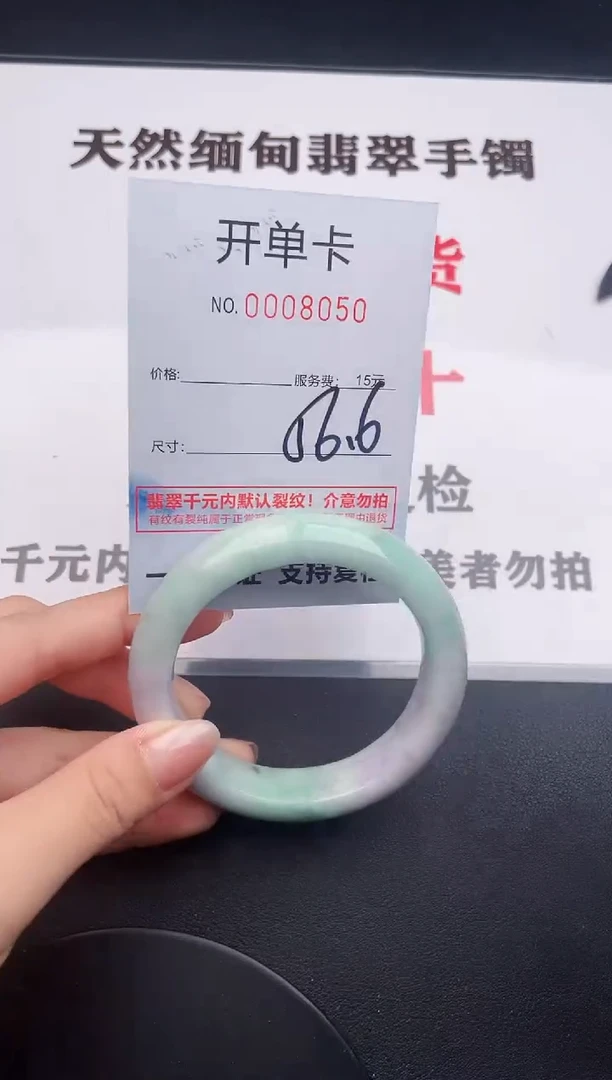 天然缅甸翡翠手镯
货
开单卡
NO. 0008050
十
价格: 服务费: 15元
尺寸: 56.6
检
翡翠千元内默认裂纹！介意勿拍
千元内 美者勿拍
支持复检